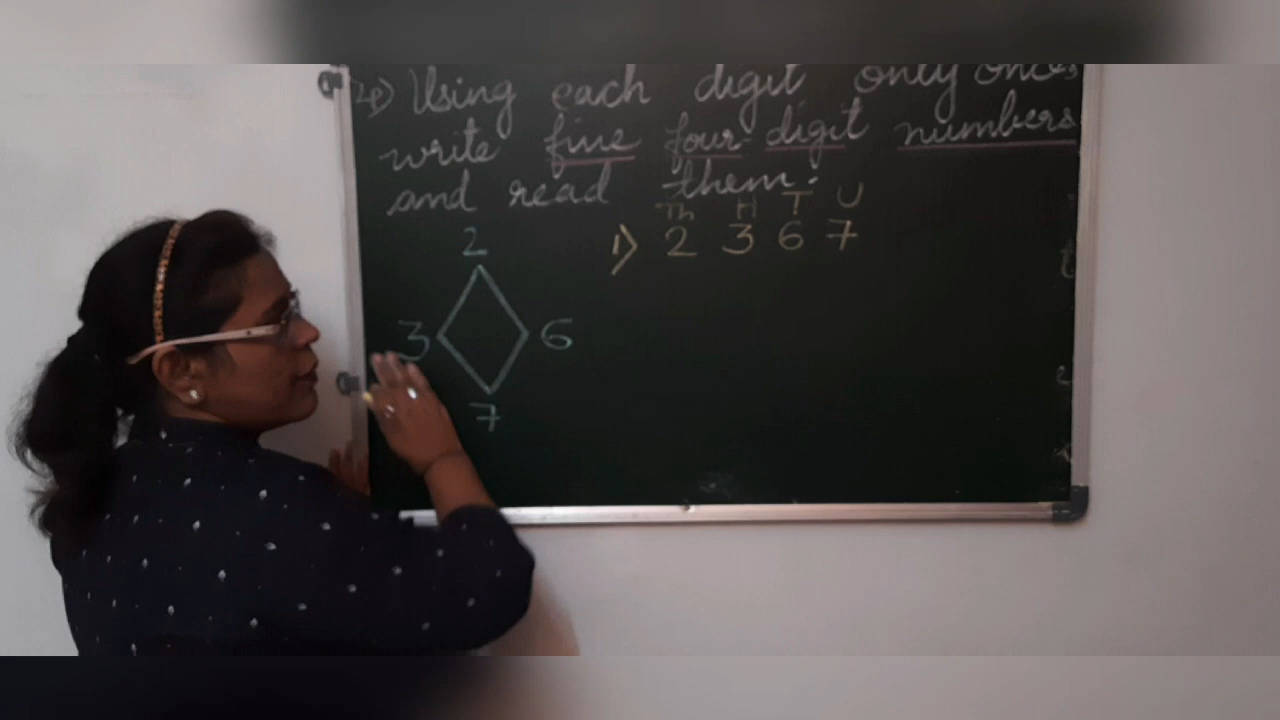 Using each digit only once,
write five four-digit numbers
and read them.
Th H T U
1) 2 3 6 7
2
3 6
7